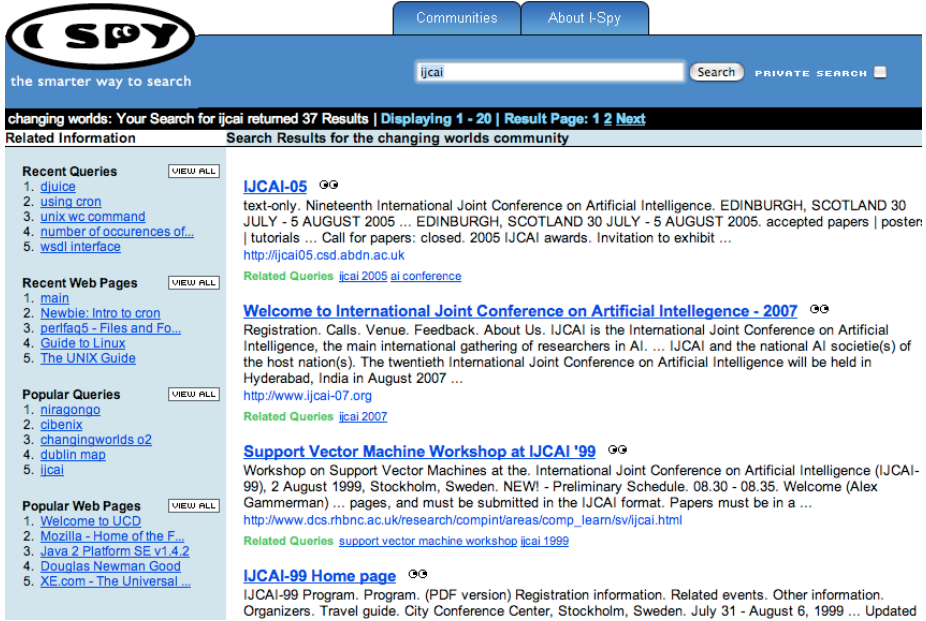 Communities
About I-Spy
I SPY
the smarter way to search
ijcai
Search
PRIVATE SEARCH
changing worlds: Your Search for ijcai returned 37 Results | Displaying 1 - 20 | Result Page: 1 2 Next
Related Information
Search Results for the changing worlds community
Recent Queries
VIEW ALL
1. djuice
2. using cron
3. unix wc command
4. number of occurences of...
5. wsdl interface
Recent Web Pages
VIEW ALL
1. main
2. Newbie: Intro to cron
3. perlfaq5 - Files and Fo...
4. Guide to Linux
5. The UNIX Guide
Popular Queries
VIEW ALL
1. niragongo
2. cibenix
3. changingworlds o2
4. dublin map
5. ijcai
Popular Web Pages
VIEW ALL
1. Welcome to UCD
2. Mozilla - Home of the F...
3. Java 2 Platform SE v1.4.2
4. Douglas Newman Good
5. XE.com - The Universal ...
IJCAI-05
text-only. Nineteenth International Joint Conference on Artificial Intelligence. EDINBURGH, SCOTLAND 30
JULY - 5 AUGUST 2005 ... EDINBURGH, SCOTLAND 30 JULY - 5 AUGUST 2005. accepted papers | posters
| tutorials ... Call for papers: closed. 2005 IJCAI awards. Invitation to exhibit ...
http://ijcai05.csd.abdn.ac.uk
Related Queries ijcai 2005 ai conference
Welcome to International Joint Conference on Artificial Intellegence - 2007
Registration. Calls. Venue. Feedback. About Us. IJCAI is the International Joint Conference on Artificial
Intelligence, the main international gathering of researchers in AI. ... IJCAI and the national AI societie(s) of
the host nation(s). The twentieth International Joint Conference on Artificial Intelligence will be held in
Hyderabad, India in August 2007 ...
http://www.ijcai-07.org
Related Queries ijcai 2007
Support Vector Machine Workshop at IJCAI '99
Workshop on Support Vector Machines at the. International Joint Conference on Artificial Intelligence (IJCAI-
99), 2 August 1999, Stockholm, Sweden. NEW! - Preliminary Schedule. 08.30 - 08.35. Welcome (Alex
Gammerman) ... pages, and must be submitted in the IJCAI format. Papers must be in a ...
http://www.dcs.rhbnc.ac.uk/research/compint/areas/comp_learn/sv/ijcai.html
Related Queries support vector machine workshop ijcai 1999
IJCAI-99 Home page
IJCAI-99 Program. Program. (PDF version) Registration information. Related events. Other information.
Organizers. Travel guide. City Conference Center, Stockholm, Sweden. July 31 - August 6, 1999 ... Updated